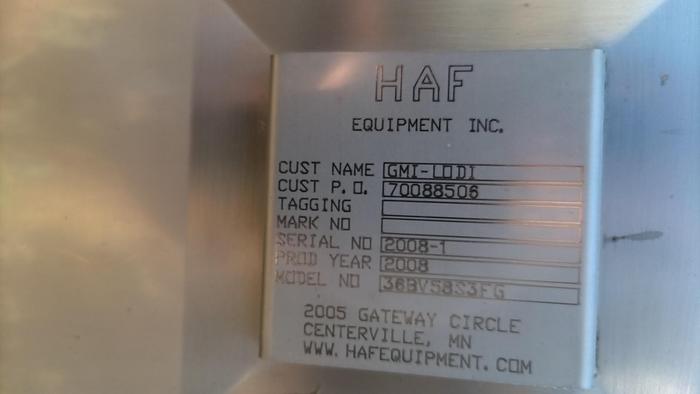 HAF
EQUIPMENT INC.
CUST NAME GMI-LODI
CUST P.O. 70088506
TAGGING
MARK NO
SERIAL NO 2008-1
PROD YEAR 2008
MODEL NO 36BV58S3FG
2005 GATEWAY CIRCLE
CENTERVILLE, MN
WWW.HAFEQUIPMENT.COM